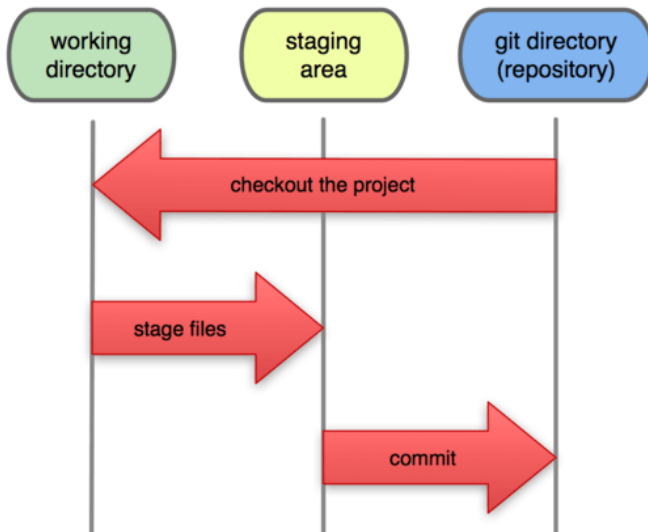 working
directory
staging
area
git directory
(repository)
checkout the project
stage files
commit